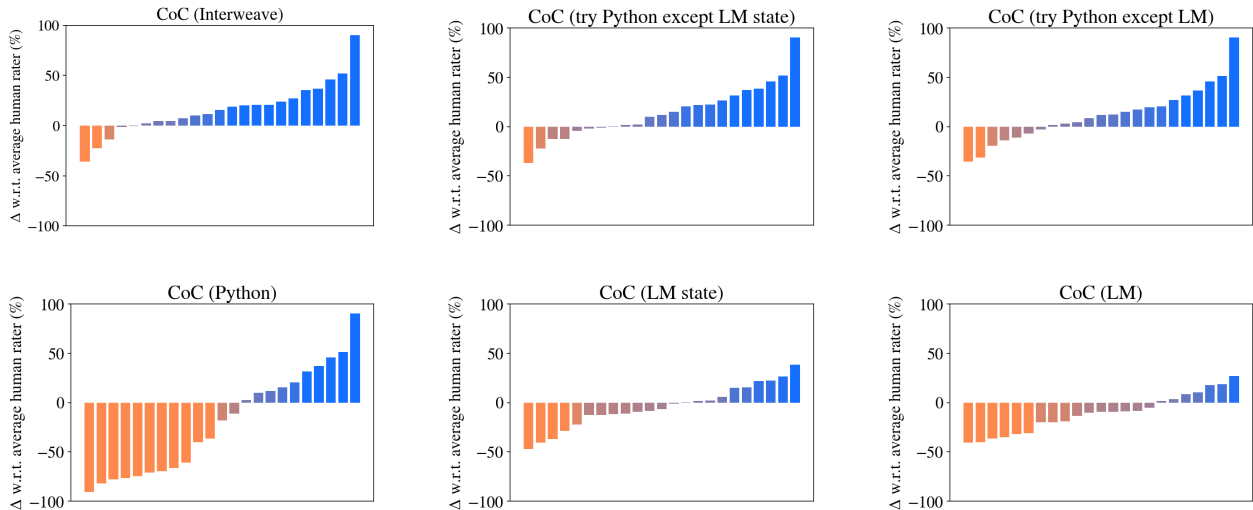 CoC (Interweave)
Δ w.r.t. average human rater (%)
100
50
0
−50
−100
CoC (try Python except LM state)
Δ w.r.t. average human rater (%)
100
50
0
−50
−100
CoC (try Python except LM)
Δ w.r.t. average human rater (%)
100
50
0
−50
−100
CoC (Python)
Δ w.r.t. average human rater (%)
100
50
0
−50
−100
CoC (LM state)
Δ w.r.t. average human rater (%)
100
50
0
−50
−100
CoC (LM)
Δ w.r.t. average human rater (%)
100
50
0
−50
−100